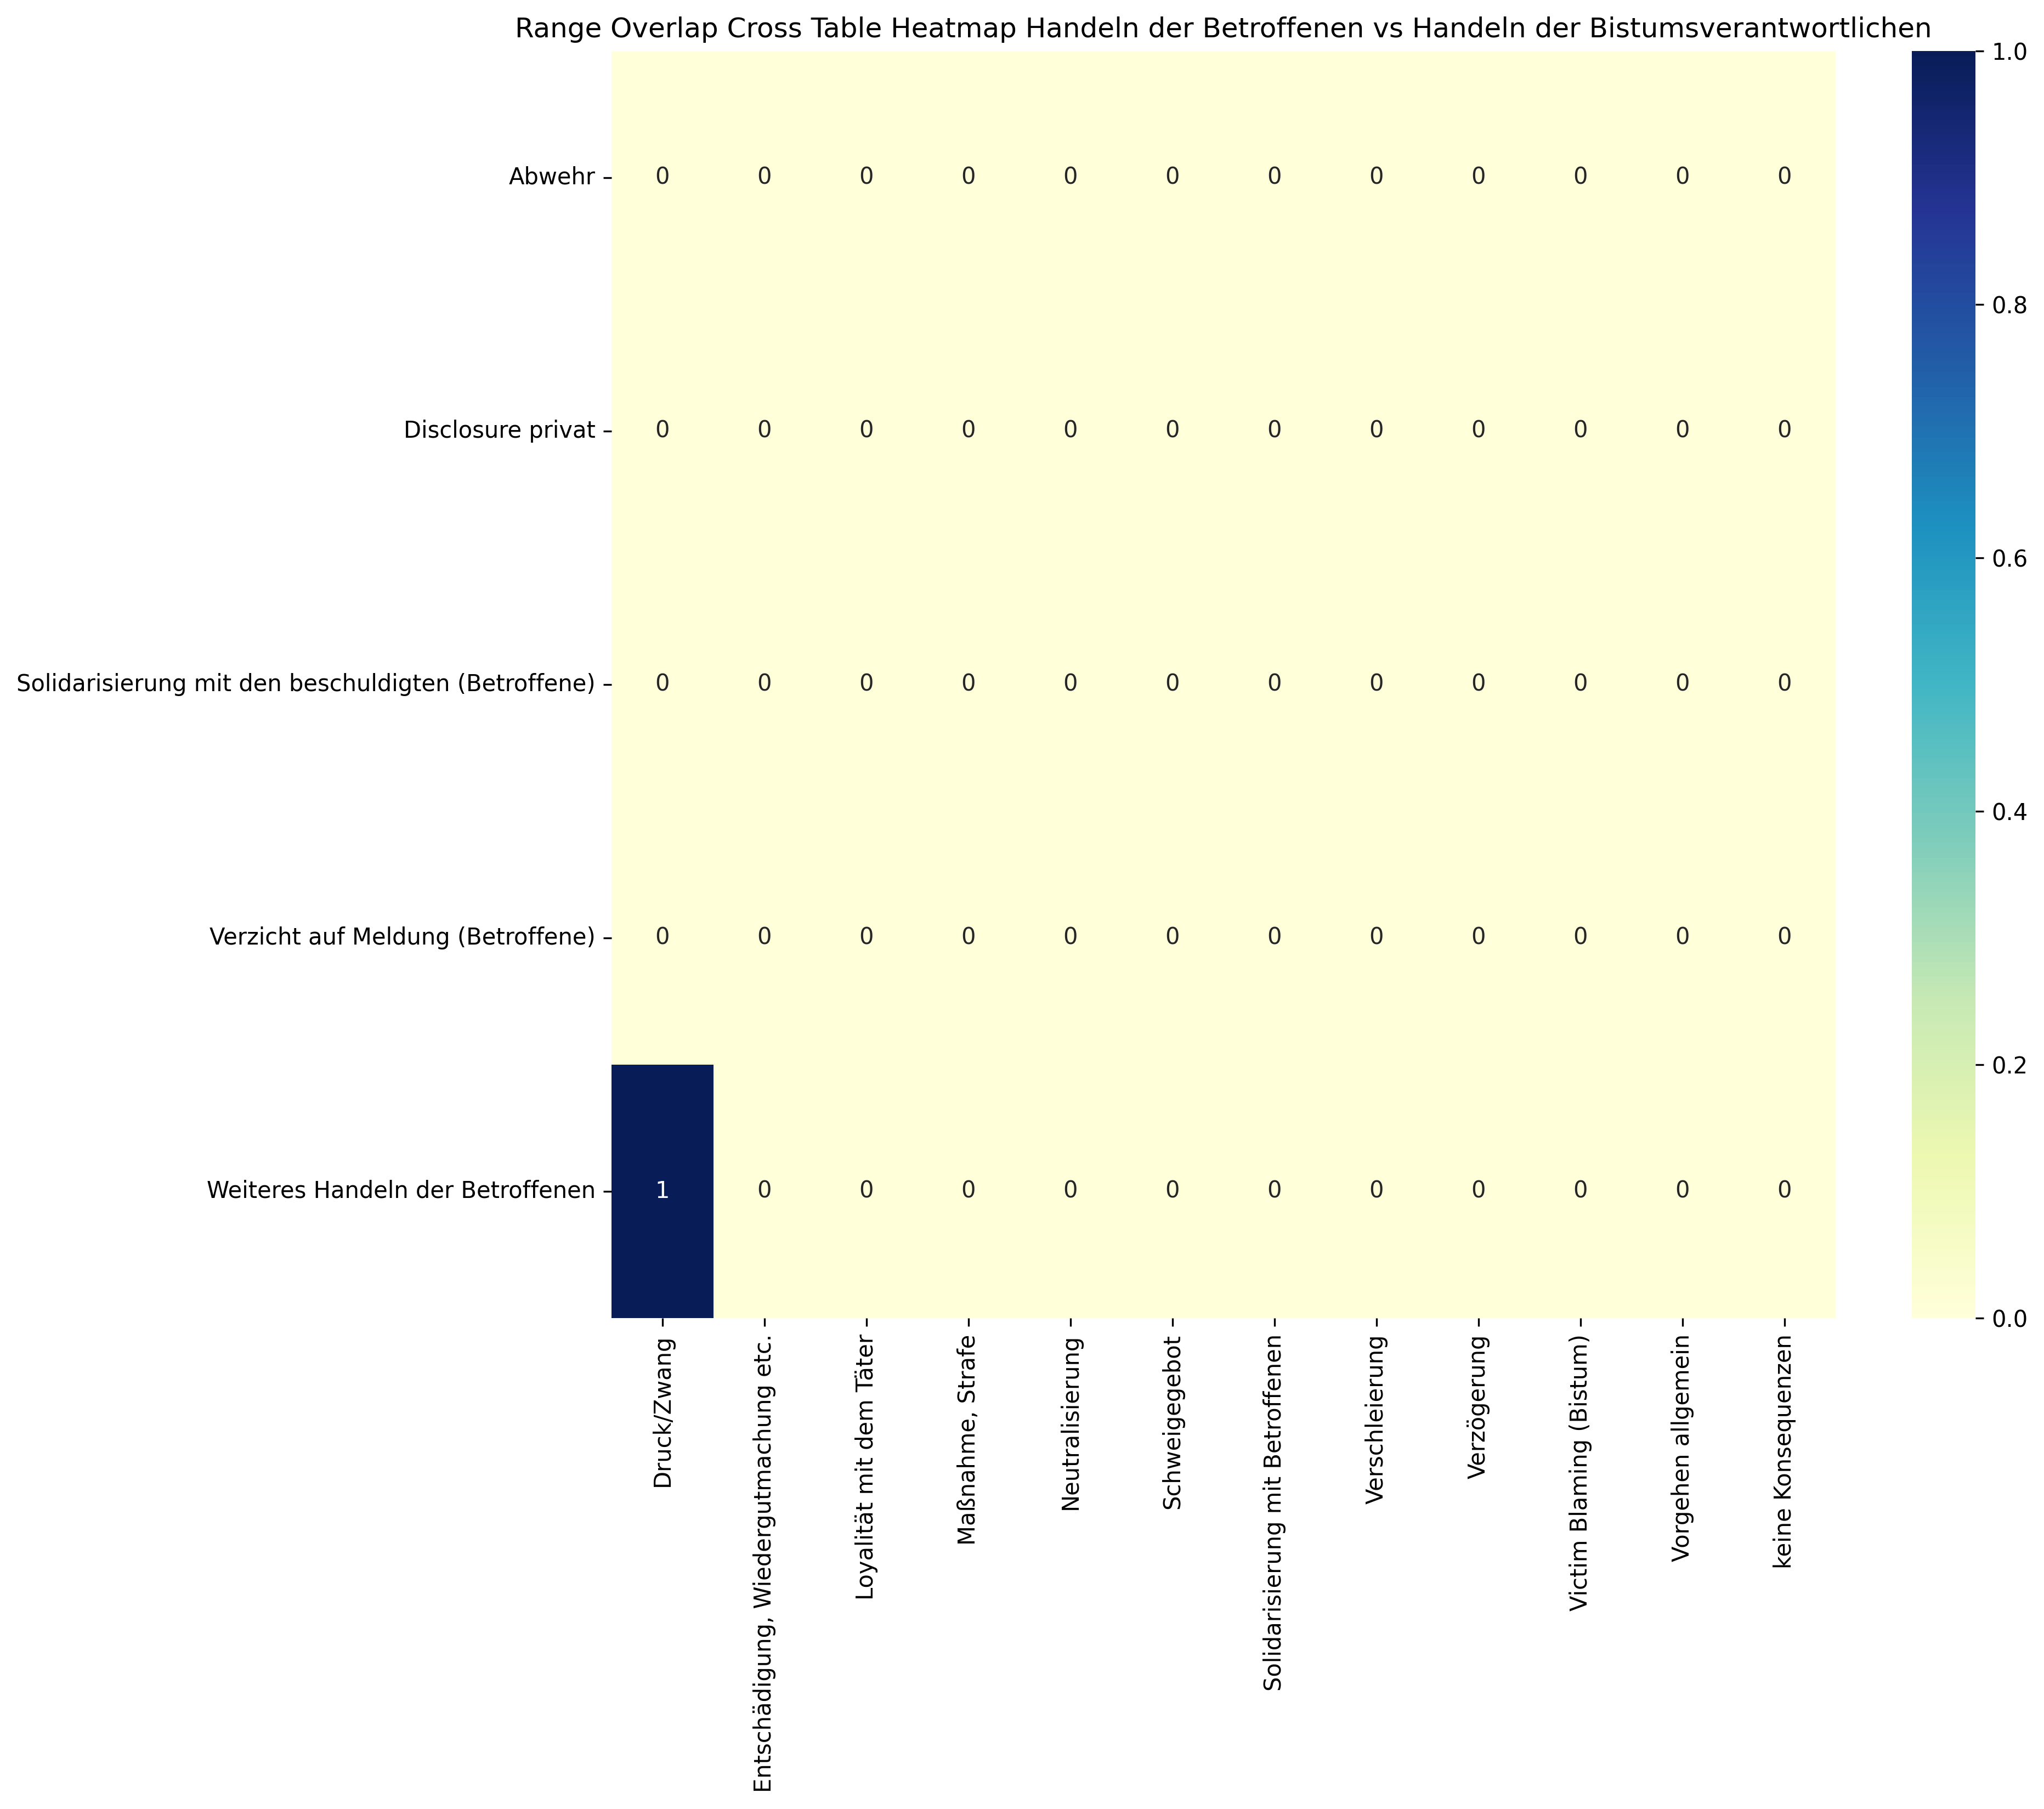 Range Overlap Cross Table Heatmap Handeln der Betroffenen vs Handeln der Bistumsverantwortlichen
Abwehr 0 0 0 0 0 0 0 0 0 0 0 0
Disclosure privat 0 0 0 0 0 0 0 0 0 0 0 0
Solidarisierung mit den beschuldigten (Betroffene) 0 0 0 0 0 0 0 0 0 0 0 0
Verzicht auf Meldung (Betroffene) 0 0 0 0 0 0 0 0 0 0 0 0
Weiteres Handeln der Betroffenen 1 0 0 0 0 0 0 0 0 0 0 0
Druck/Zwang
Entschädigung, Wiedergutmachung etc.
Loyalität mit dem Täter
Maßnahme, Strafe
Neutralisierung
Schweigegebot
Solidarisierung mit Betroffenen
Verschleierung
Verzögerung
Victim Blaming (Bistum)
Vorgehen allgemein
keine Konsequenzen
1.0
0.8
0.6
0.4
0.2
0.0